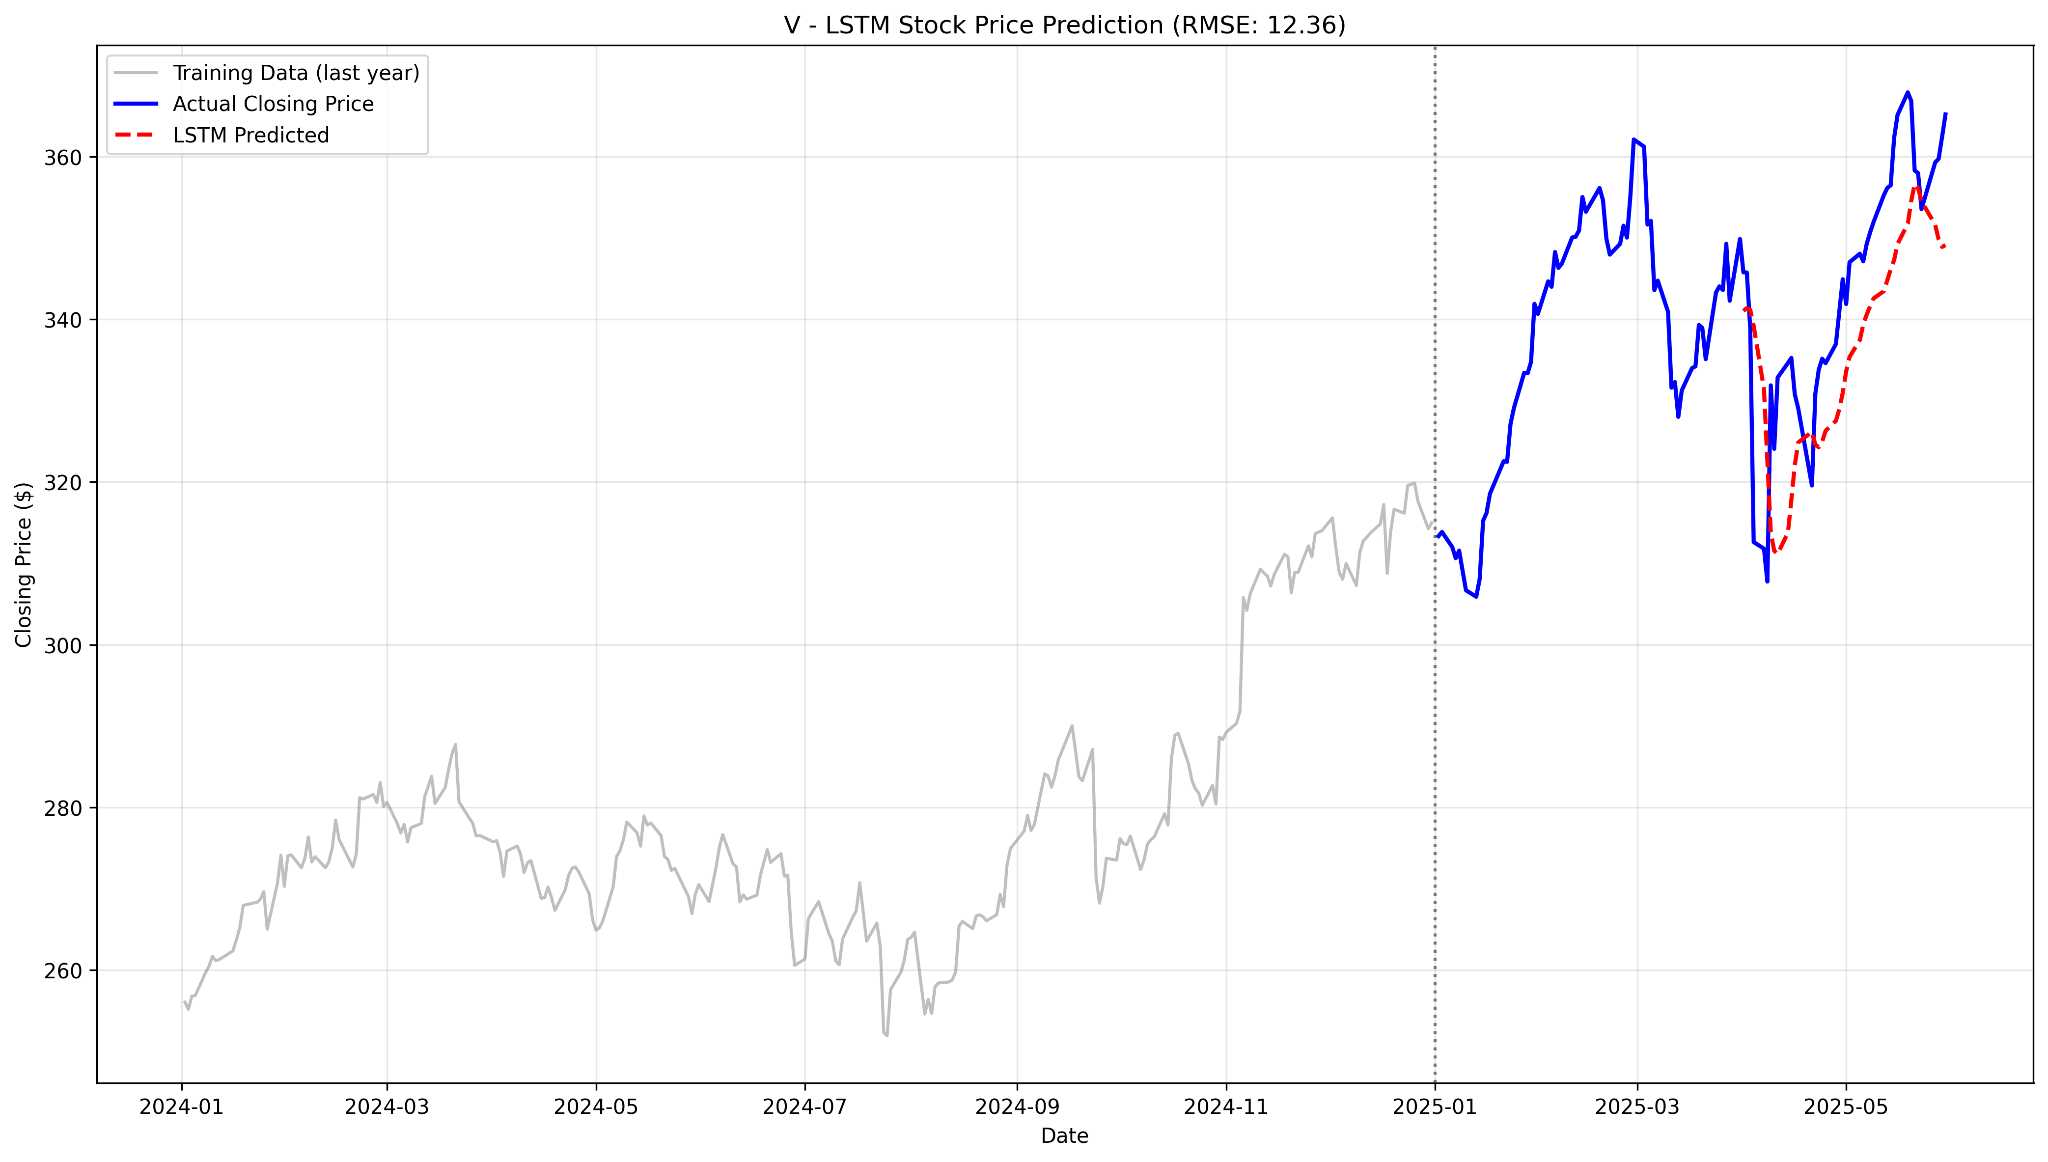 V - LSTM Stock Price Prediction (RMSE: 12.36)
Training Data (last year)
Actual Closing Price
LSTM Predicted
Closing Price ($)
360
340
320
300
280
260
2024-01
2024-03
2024-05
2024-07
2024-09
2024-11
2025-01
2025-03
2025-05
Date